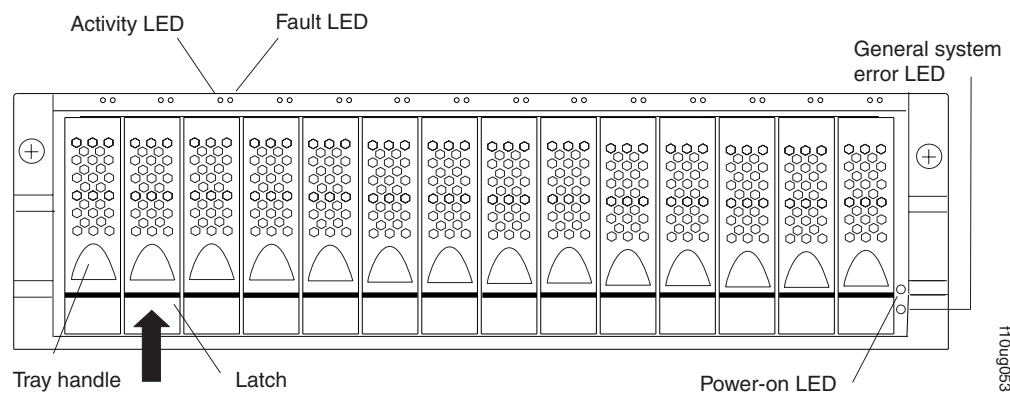 Activity LED
Fault LED
General system
error LED
Tray handle
Latch
Power-on LED
f10ug053